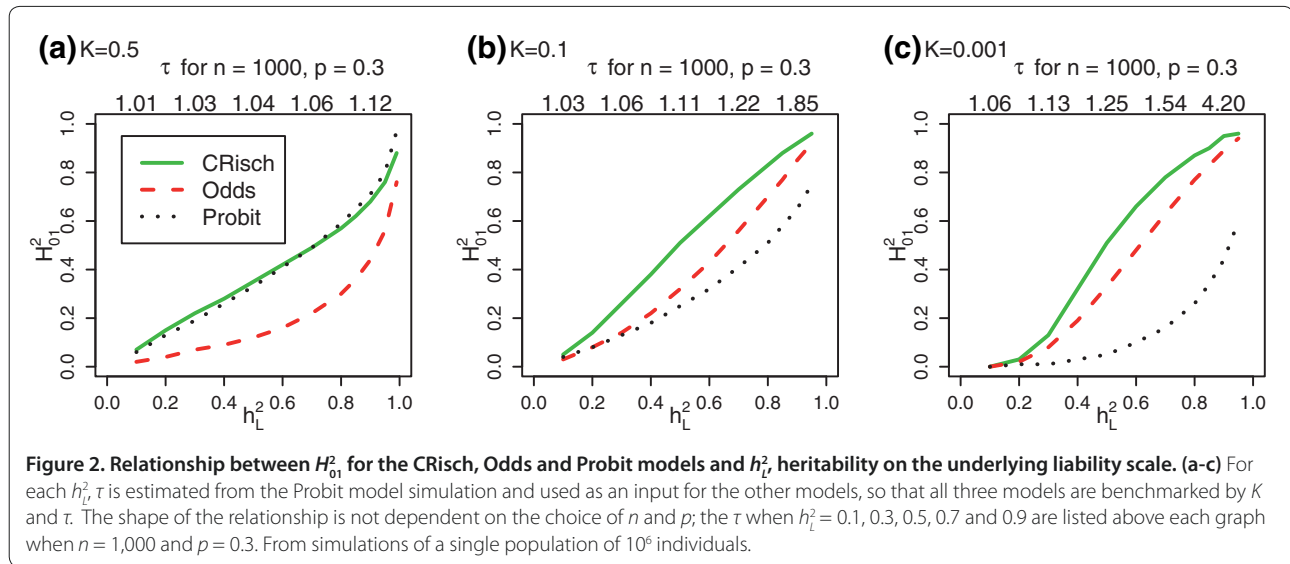 (a) K=0.5
τ for n = 1000, p = 0.3
1.01 1.03 1.04 1.06 1.12
1.0
0.8
0.6
0.4
0.2
0.0
H²₀₁
CRisch
Odds
Probit
0.0 0.2 0.4 0.6 0.8 1.0
h²L
(b) K=0.1
τ for n = 1000, p = 0.3
1.03 1.06 1.11 1.22 1.85
1.0
0.8
0.6
0.4
0.2
0.0
H²₀₁
0.0 0.2 0.4 0.6 0.8 1.0
h²L
(c) K=0.001
τ for n = 1000, p = 0.3
1.06 1.13 1.25 1.54 4.20
1.0
0.8
0.6
0.4
0.2
0.0
H²₀₁
0.0 0.2 0.4 0.6 0.8 1.0
h²L
Figure 2. Relationship between H²₀₁ for the CRisch, Odds and Probit models and h²L, heritability on the underlying liability scale. (a-c) For
each h²L, τ is estimated from the Probit model simulation and used as an input for the other models, so that all three models are benchmarked by K
and τ. The shape of the relationship is not dependent on the choice of n and p; the τ when h²L = 0.1, 0.3, 0.5, 0.7 and 0.9 are listed above each graph
when n = 1,000 and p = 0.3. From simulations of a single population of 10⁶ individuals.